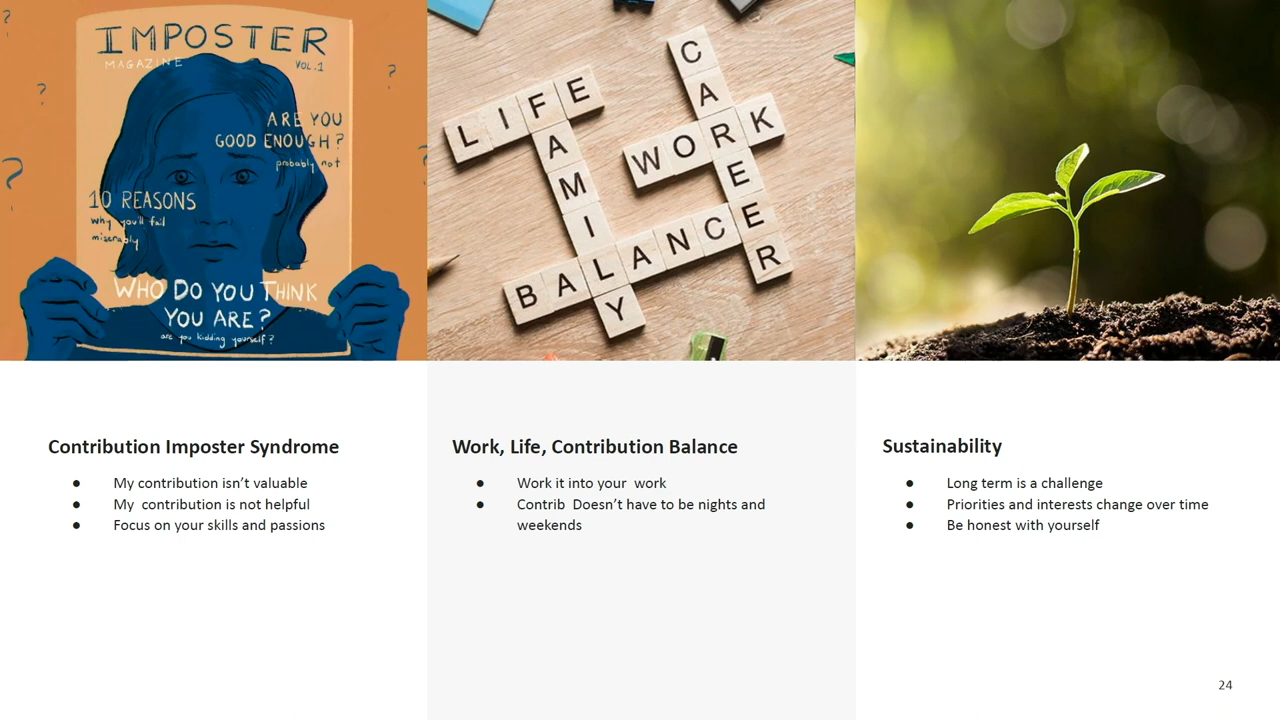 IMPOSTER
MAGAZINE
VOL.1
ARE YOU
GOOD ENOUGH?
probably not
10 REASONS
why you'll fail
miserably
WHO DO YOU THINK
YOU ARE?
are you kidding yourself?
LIFE
FAMILY
CAREER
WORK
BALANCE
Contribution Imposter Syndrome
● My contribution isn’t valuable
● My  contribution is not helpful
● Focus on your skills and passions
Work, Life, Contribution Balance
● Work it into your  work
● Contrib  Doesn’t have to be nights and
weekends
Sustainability
● Long term is a challenge
● Priorities and interests change over time
● Be honest with yourself
24